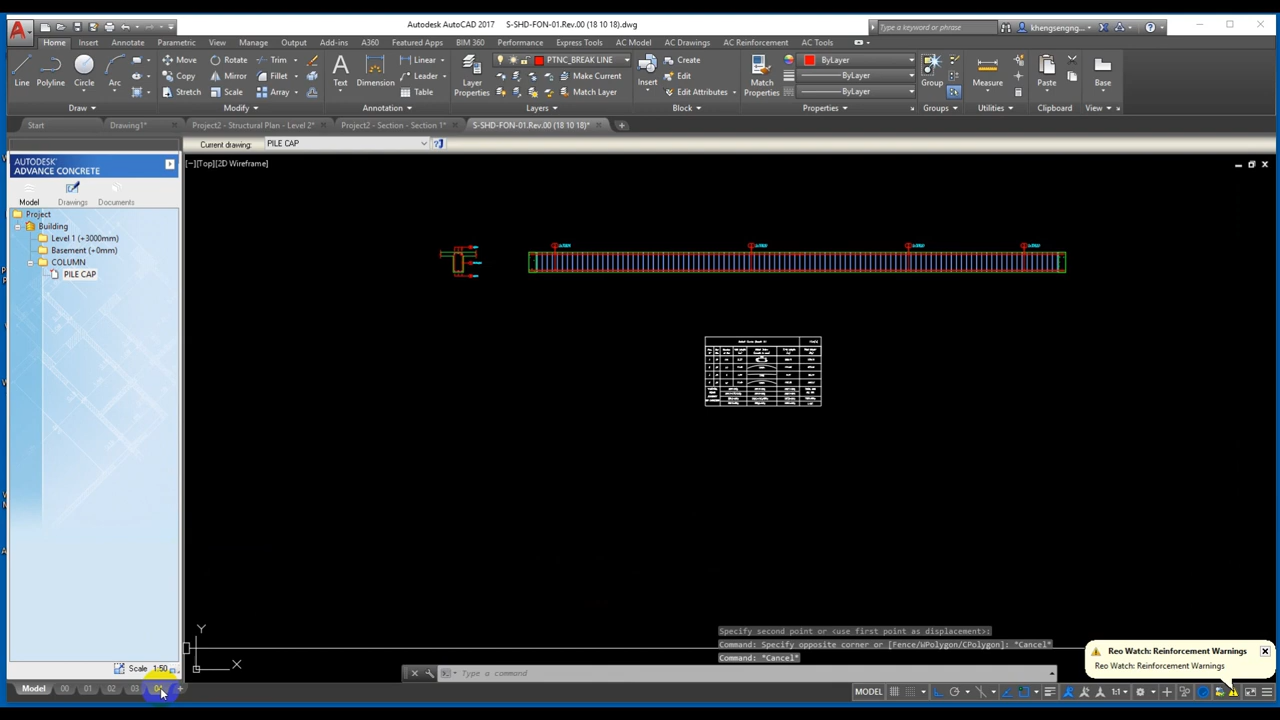 Autodesk AutoCAD 2017 S-SHD-FON-01.Rev.00 (18 10 18).dwg
Type a keyword or phrase
khengsengng...
Home Insert Annotate Parametric View Manage Output Add-ins A360 Featured Apps BIM 360 Performance Express Tools AC Model AC Drawings AC Reinforcement AC Tools
Line Polyline Circle Arc
Move Rotate Trim
Copy Mirror Fillet
Stretch Scale Array
Text Dimension
Linear
Leader
Table
Layer Properties
PTNC_BREAK LINE
Make Current
Match Layer
Insert
Create
Edit
Edit Attributes
Match Properties
ByLayer
ByLayer
ByLayer
Group
Measure
Paste
Base
Draw Modify Annotation Layers Block Properties Groups Utilities Clipboard View
Start Drawing1* Project2 - Structural Plan - Level 2* Project2 - Section - Section 1* S-SHD-FON-01.Rev.00 (18 10 18)*
Current drawing: PILE CAP
[−][Top][2D Wireframe]
AUTODESK
ADVANCE CONCRETE
Model Drawings Documents
Project
Building
Level 1 (+3000mm)
Basement (+0mm)
COLUMN
PILE CAP
Y
X
Specify second point or <use first point as displacement>:
Command: Specify opposite corner or [Fence/WPolygon/CPolygon]: *Cancel*
Command: *Cancel*
Type a command
Reo Watch: Reinforcement Warnings
Reo Watch: Reinforcement Warnings
Scale 1:50
Model 00 01 02 03 04
MODEL 1:1